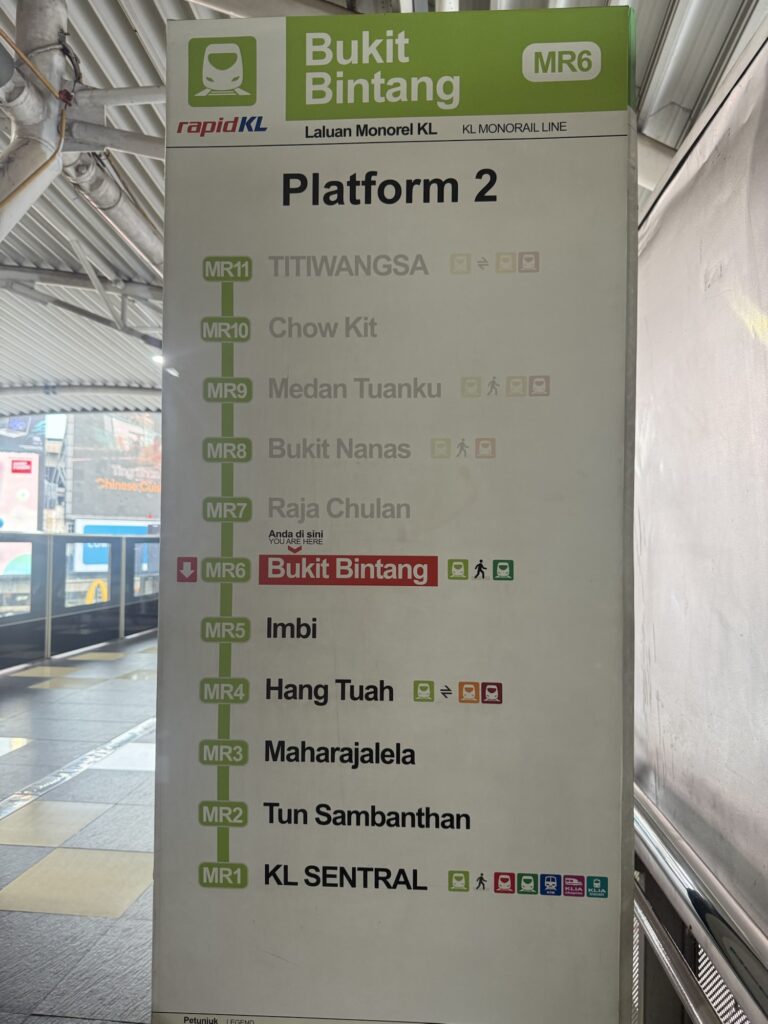 Bukit
Bintang
MR6
rapidKL
Laluan Monorel KL KL MONORAIL LINE
Platform 2
MR11 TITIWANGSA
MR10 Chow Kit
MR9 Medan Tuanku
MR8 Bukit Nanas
MR7 Raja Chulan
Anda di sini
YOU ARE HERE
MR6 Bukit Bintang
MR5 Imbi
MR4 Hang Tuah
MR3 Maharajalela
MR2 Tun Sambanthan
MR1 KL SENTRAL
KLIA
KLIA
Petunjuk LEGEND